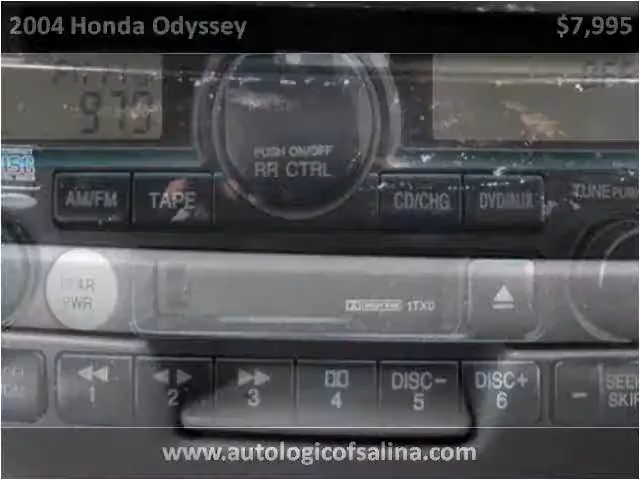 2004 Honda Odyssey $7,995
970
PUSH ON/OFF
RR CTRL
AM/FM TAPE CD/CHG DVD/AUX TUNE
REAR
PWR
1TX0
1 2 3 4 DISC- 5 DISC+ 6 - SEEK
SKIP
www.autologicofsalina.com